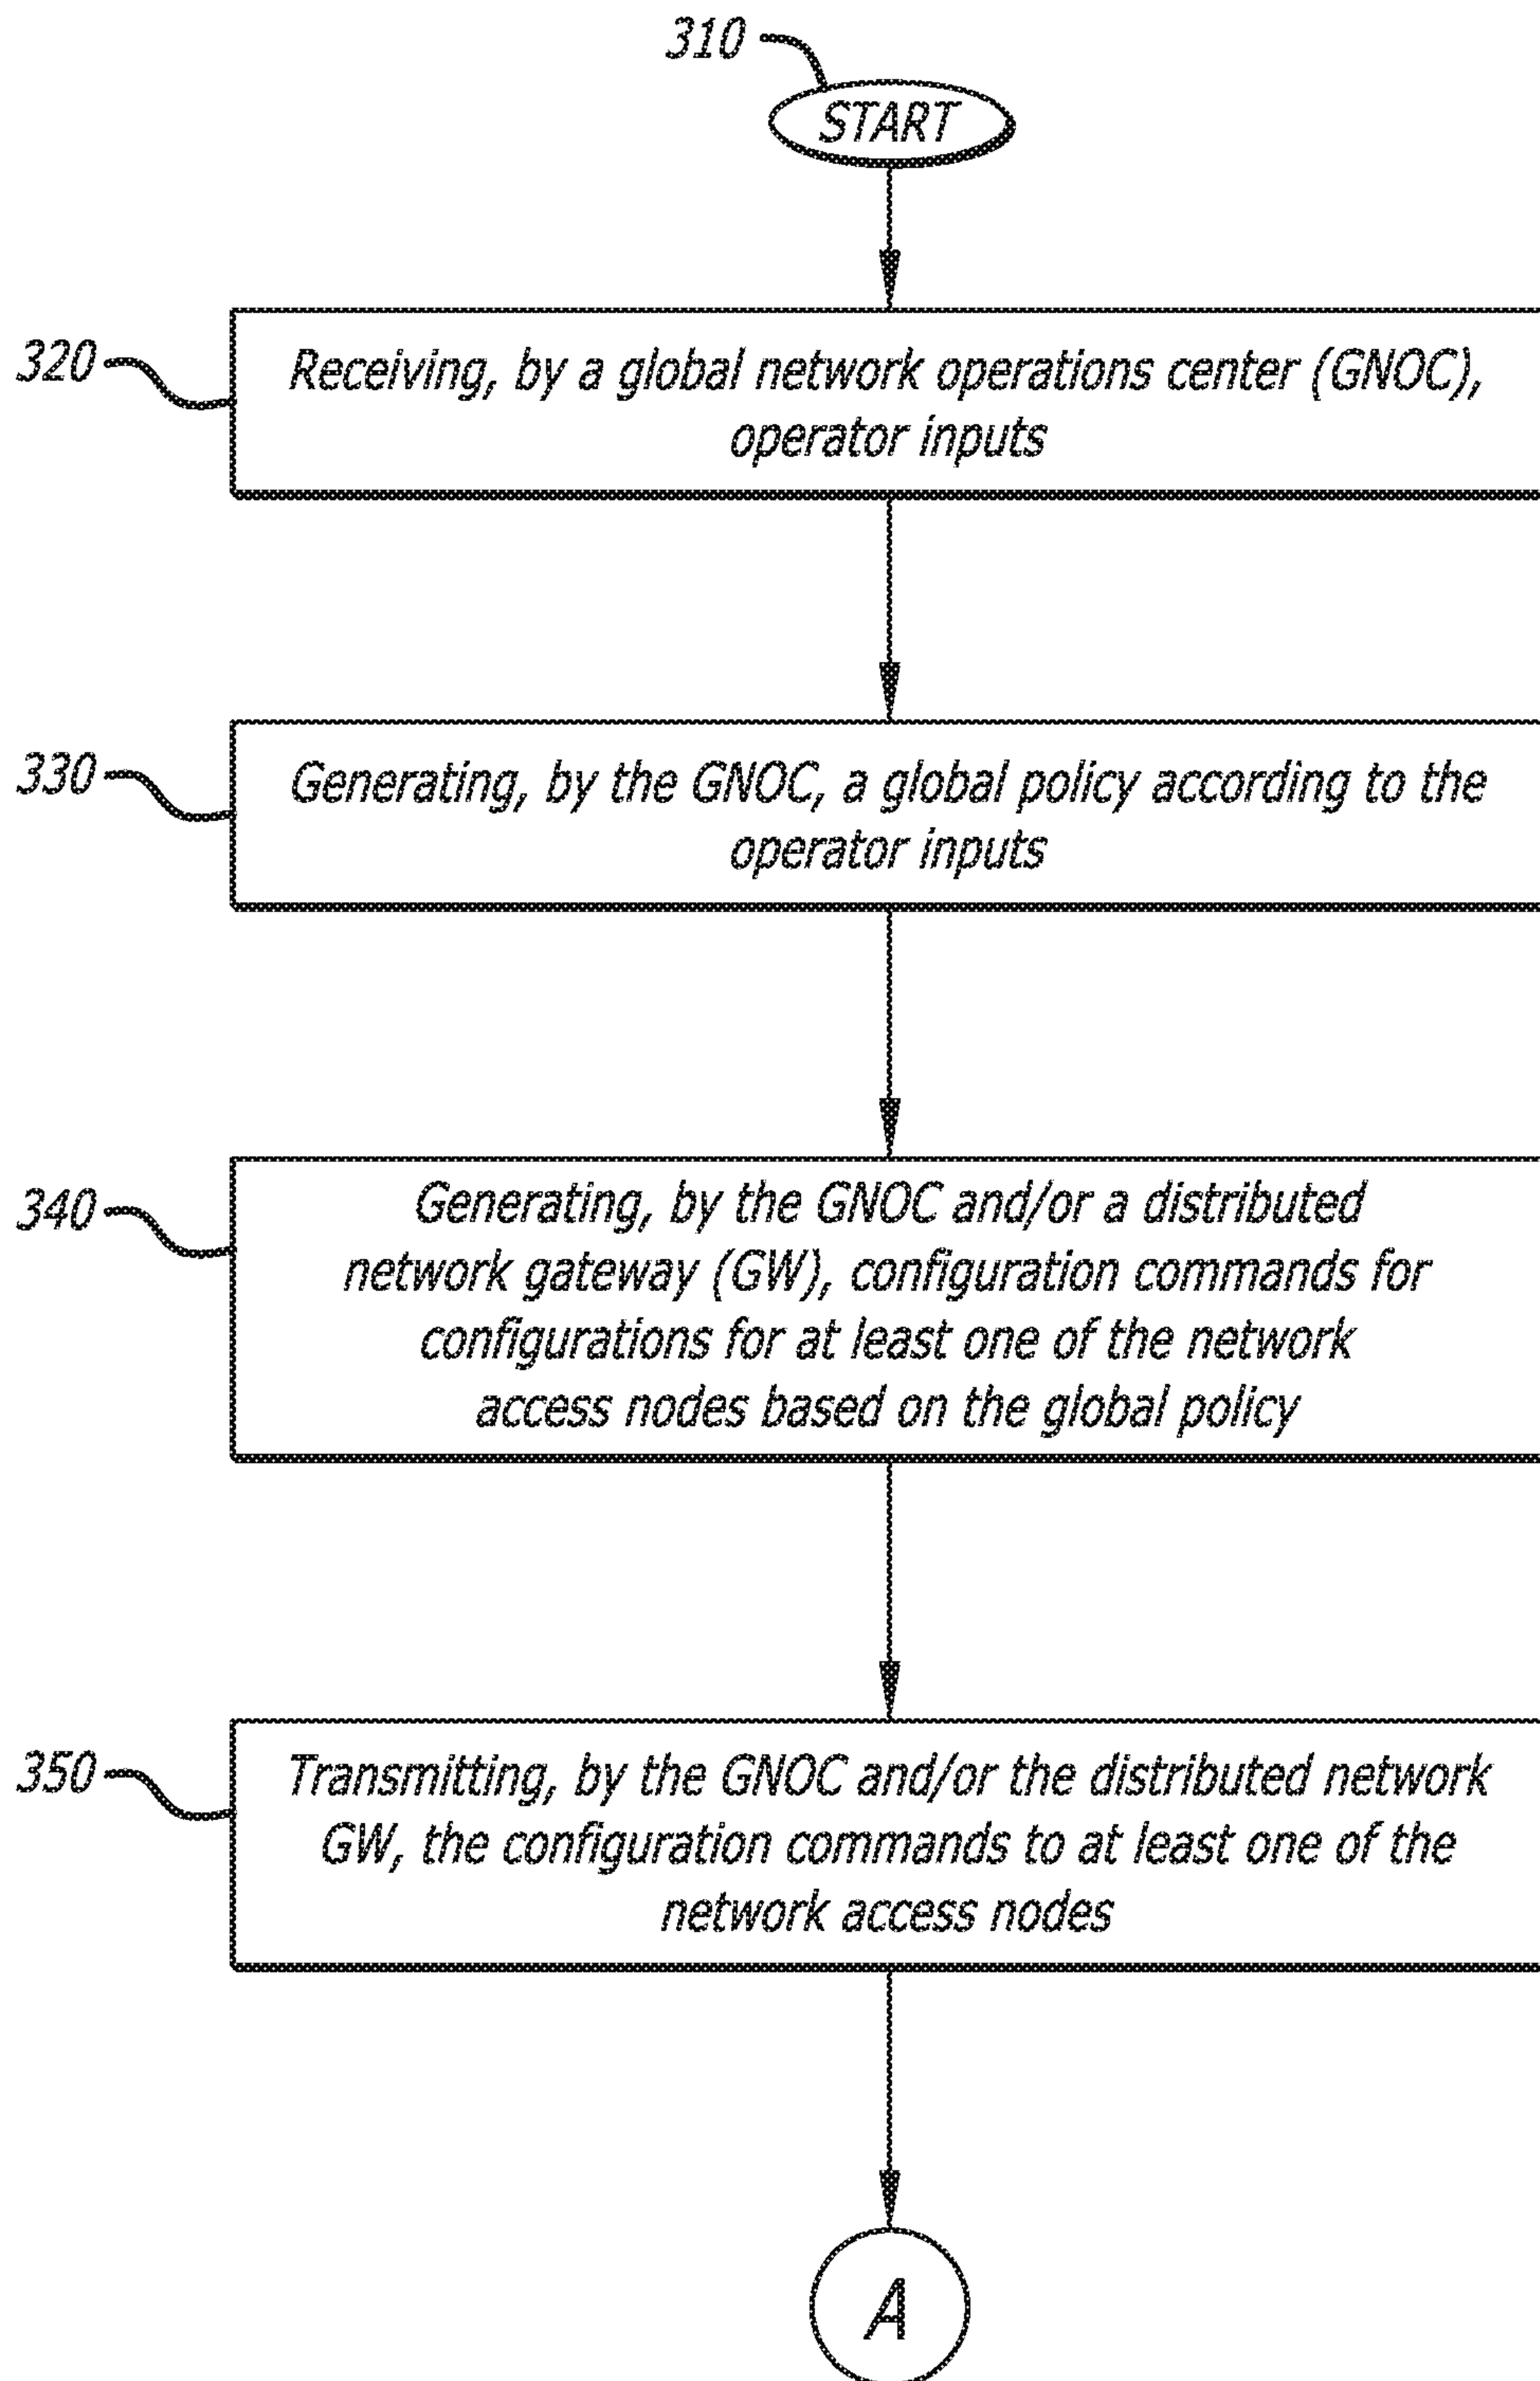 310
START
320
Receiving, by a global network operations center (GNOC),
operator inputs
330
Generating, by the GNOC, a global policy according to the
operator inputs
340
Generating, by the GNOC and/or a distributed
network gateway (GW), configuration commands for
configurations for at least one of the network
access nodes based on the global policy
350
Transmitting, by the GNOC and/or the distributed network
GW, the configuration commands to at least one of the
network access nodes
A